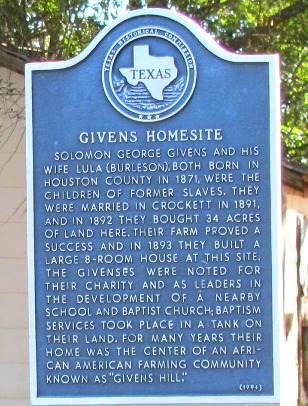 TEXAS HISTORICAL COMMISSION
TEXAS
GIVENS HOMESITE
SOLOMON GEORGE GIVENS AND HIS
WIFE LULA (BURLESON), BOTH BORN IN
HOUSTON COUNTY IN 1871, WERE THE
CHILDREN OF FORMER SLAVES. THEY
WERE MARRIED IN CROCKETT IN 1891,
AND IN 1892 THEY BOUGHT 34 ACRES
OF LAND HERE. THEIR FARM PROVED A
SUCCESS AND IN 1893 THEY BUILT A
LARGE 8-ROOM HOUSE AT THIS SITE.
THE GIVENSES WERE NOTED FOR
THEIR CHARITY AND AS LEADERS IN
THE DEVELOPMENT OF A NEARBY
SCHOOL AND BAPTIST CHURCH; BAPTISM
SERVICES TOOK PLACE IN A TANK ON
THEIR LAND. FOR MANY YEARS THEIR
HOME WAS THE CENTER OF AN AFRI-
CAN AMERICAN FARMING COMMUNITY
KNOWN AS "GIVENS HILL."
(1994)